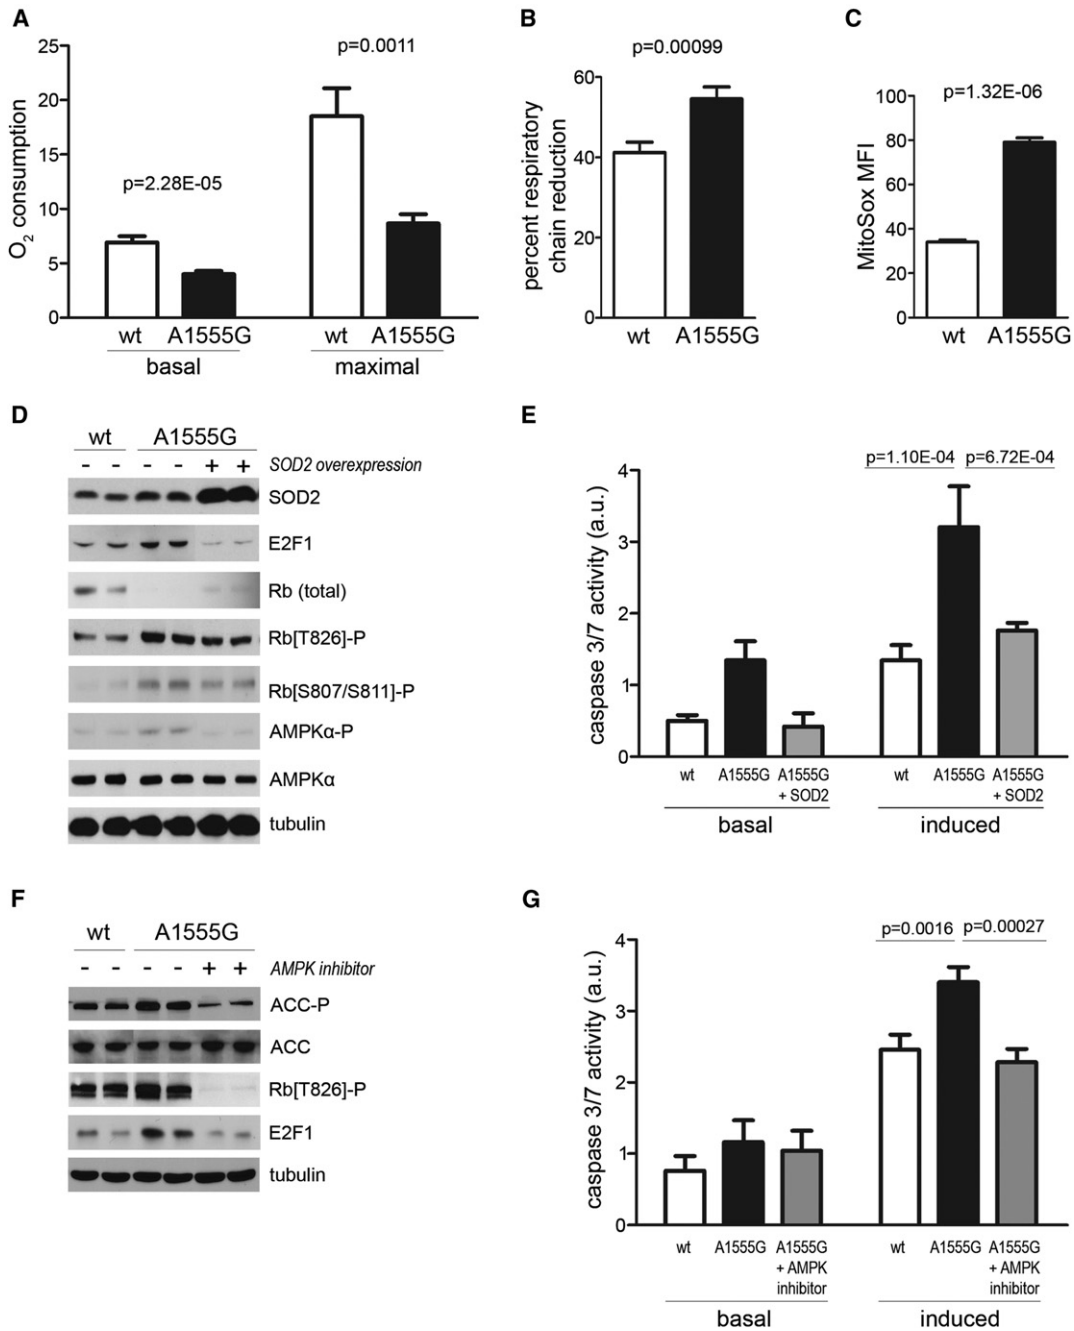 A
25
20
15
10
5
0
O2 consumption
p=2.28E-05
p=0.0011
wt A1555G wt A1555G
basal maximal
B
p=0.00099
60
40
20
0
percent respiratory
chain reduction
wt A1555G
C
p=1.32E-06
100
80
60
40
20
0
MitoSox MFI
wt A1555G
D
wt A1555G
- - - - + + SOD2 overexpression
SOD2
E2F1
Rb (total)
Rb[T826]-P
Rb[S807/S811]-P
AMPKα-P
AMPKα
tubulin
E
p=1.10E-04 p=6.72E-04
4
3
2
1
0
caspase 3/7 activity (a.u.)
wt A1555G A1555G wt A1555G A1555G
+ SOD2 + SOD2
basal induced
F
wt A1555G
- - - - + + AMPK inhibitor
ACC-P
ACC
Rb[T826]-P
E2F1
tubulin
G
p=0.0016 p=0.00027
4
3
2
1
0
caspase 3/7 activity (a.u.)
wt A1555G A1555G wt A1555G A1555G
+ AMPK + AMPK
inhibitor inhibitor
basal induced